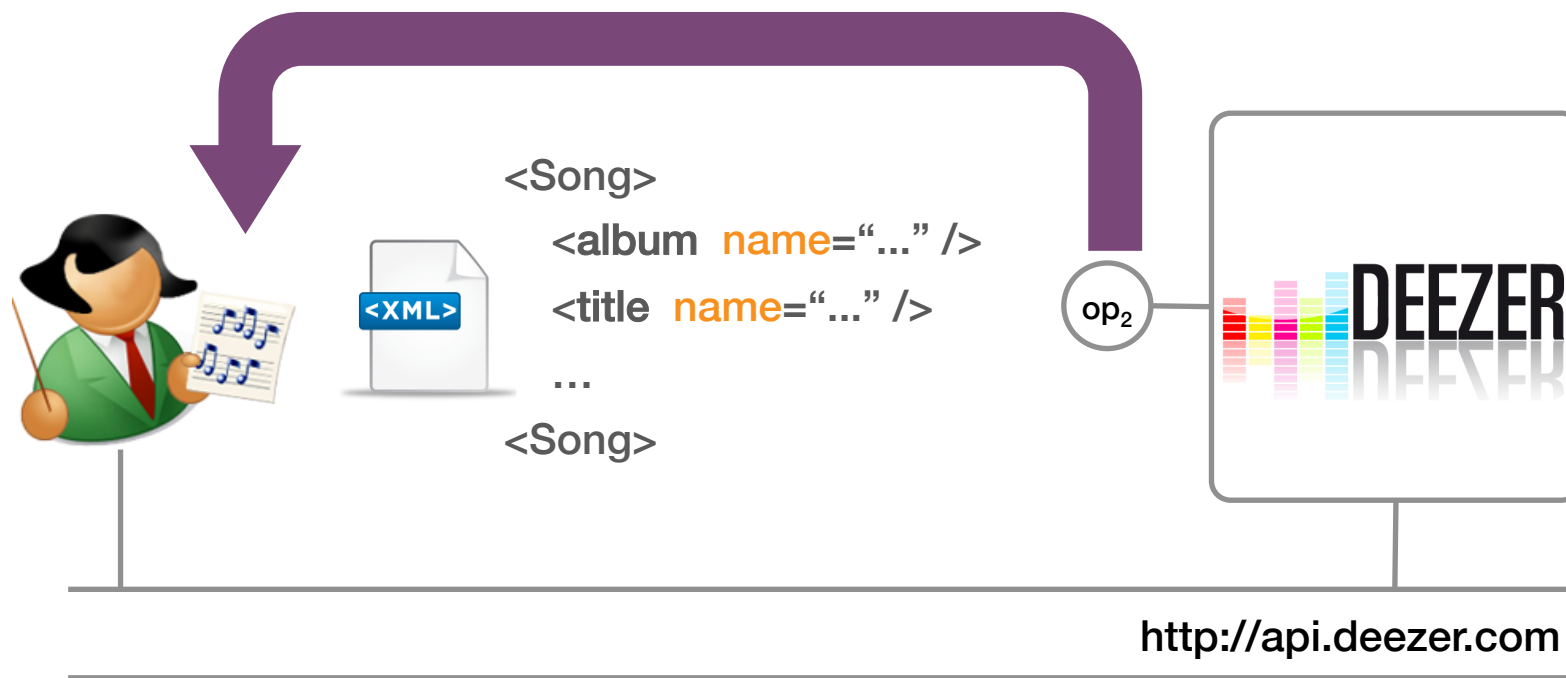 <Song>
<album name=“...” />
<XML>
<title name=“...” />
op₂
DEEZER
...
<Song>
http://api.deezer.com